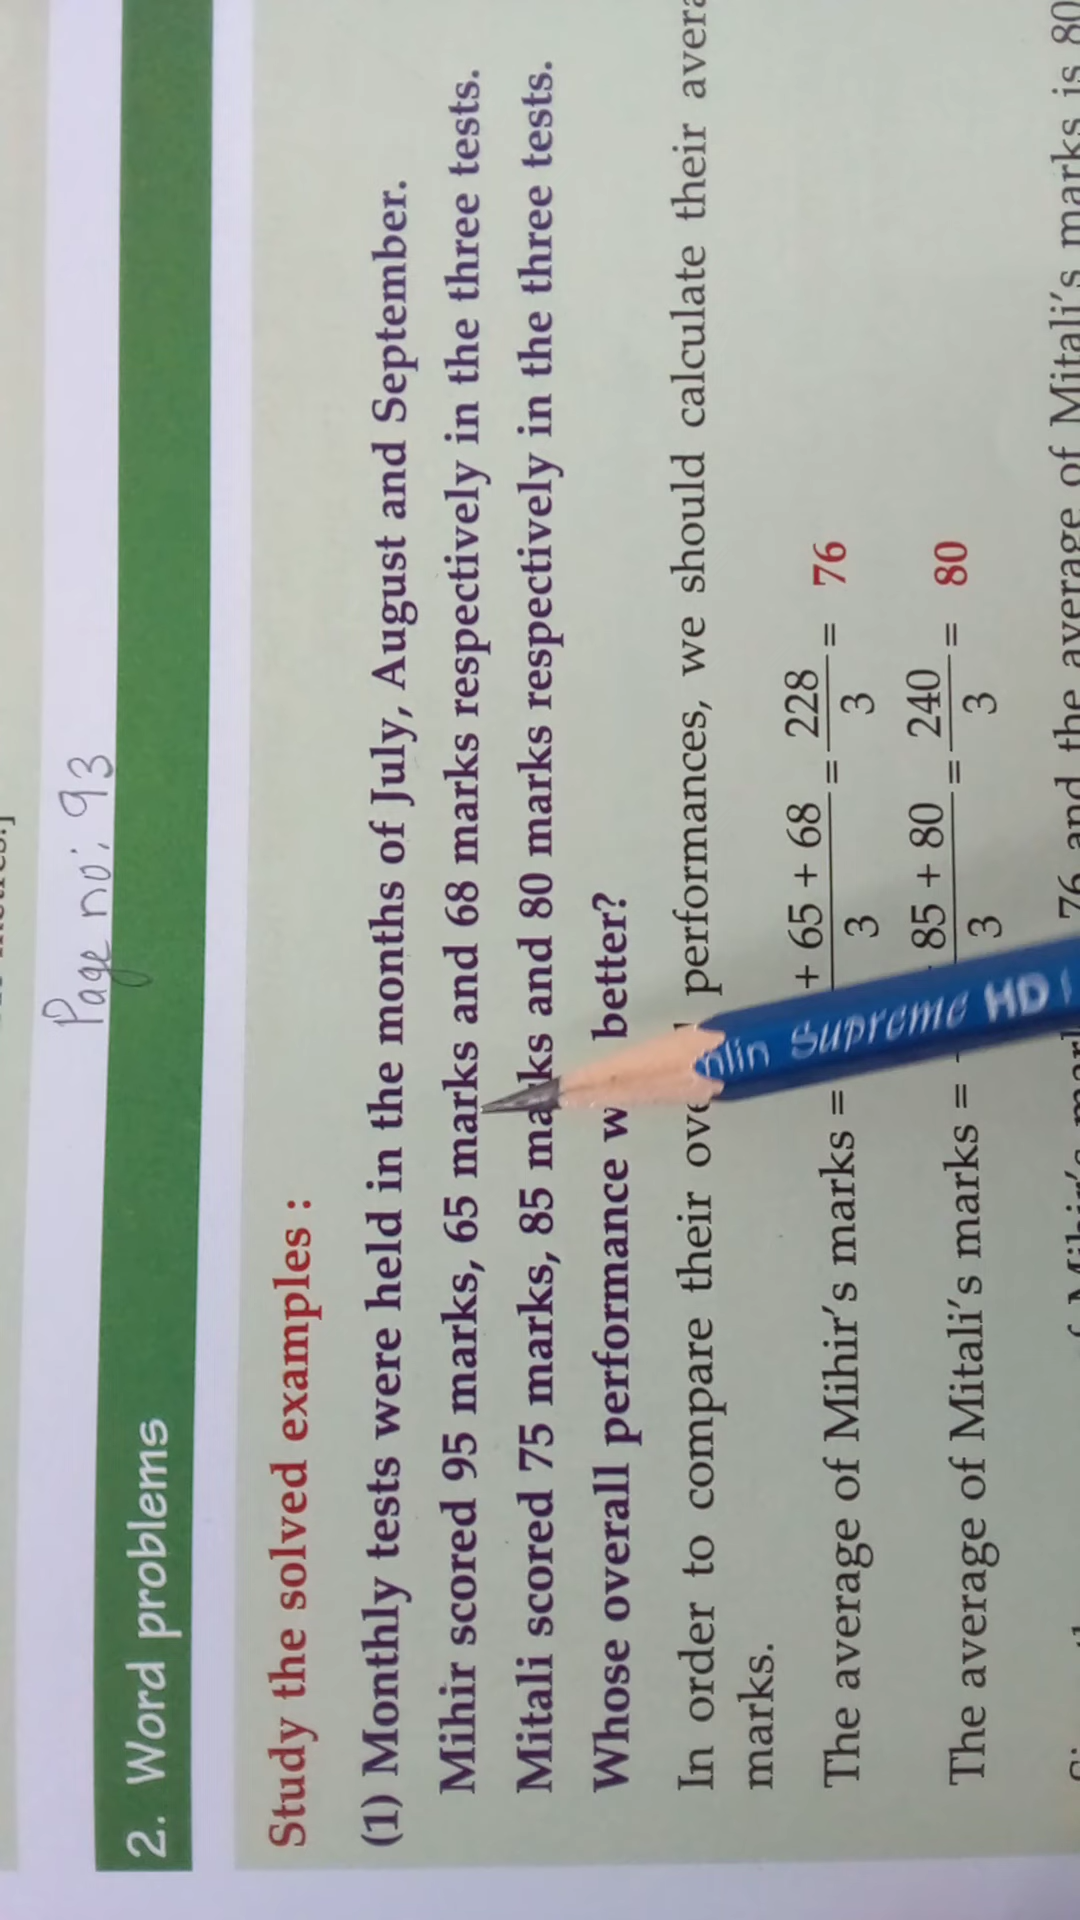 Page no: 93
2. Word problems
Study the solved examples :
(1) Monthly tests were held in the months of July, August and September.
Mihir scored 95 marks, 65 marks and 68 marks respectively in the three tests.
Mitali scored 75 marks, 85 marks and 80 marks respectively in the three tests.
Whose overall performance better?
In order to compare their performances, we should calculate their
marks.
The average of Mihir's marks = + 65 + 68 / 3 = 228 / 3 = 76
The average of Mitali's marks = 85 + 80 / 3 = 240 / 3 = 80
76 and the average of Mitali's marks is 80
Supreme HD